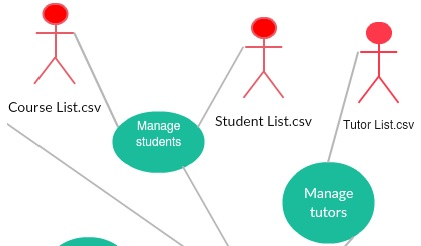 Course List.csv
Manage
students
Student List.csv
Tutor List.csv
Manage
tutors